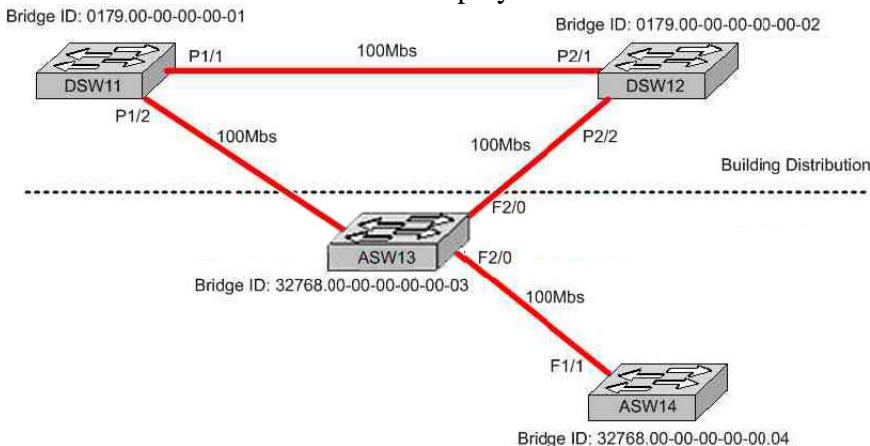 Bridge ID: 0179.00-00-00-00-00-01
Bridge ID: 0179.00-00-00-00-00-02
P1/1
100Mbs
P2/1
DSW11
DSW12
P1/2
100Mbs
100Mbs
P2/2
Building Distribution
F2/0
ASW13
F2/0
Bridge ID: 32768.00-00-00-00-00-03
100Mbs
F1/1
ASW14
Bridge ID: 32768.00-00-00-00-00.04